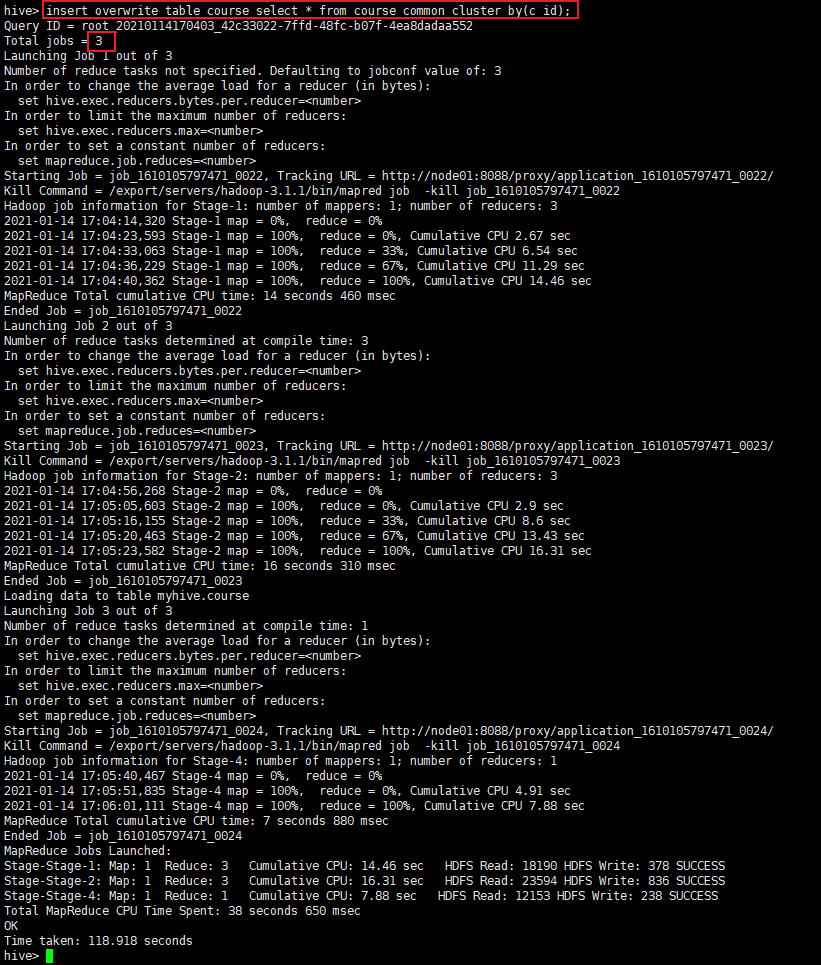 hive> insert overwrite table course select * from course_common cluster by(c_id);
Query ID = root_20210114170403_42c33022-7ffd-48fc-b07f-4ea8dadaa552
Total jobs = 3
Launching Job 1 out of 3
Number of reduce tasks not specified. Defaulting to jobconf value of: 3
In order to change the average load for a reducer (in bytes):
  set hive.exec.reducers.bytes.per.reducer=<number>
In order to limit the maximum number of reducers:
  set hive.exec.reducers.max=<number>
In order to set a constant number of reducers:
  set mapreduce.job.reduces=<number>
Starting Job = job_1610105797471_0022, Tracking URL = http://node01:8088/proxy/application_1610105797471_0022/
Kill Command = /export/servers/hadoop-3.1.1/bin/mapred job  -kill job_1610105797471_0022
Hadoop job information for Stage-1: number of mappers: 1; number of reducers: 3
2021-01-14 17:04:14,320 Stage-1 map = 0%,  reduce = 0%
2021-01-14 17:04:23,593 Stage-1 map = 100%,  reduce = 0%, Cumulative CPU 2.67 sec
2021-01-14 17:04:33,063 Stage-1 map = 100%,  reduce = 33%, Cumulative CPU 6.54 sec
2021-01-14 17:04:36,229 Stage-1 map = 100%,  reduce = 67%, Cumulative CPU 11.29 sec
2021-01-14 17:04:40,362 Stage-1 map = 100%,  reduce = 100%, Cumulative CPU 14.46 sec
MapReduce Total cumulative CPU time: 14 seconds 460 msec
Ended Job = job_1610105797471_0022
Launching Job 2 out of 3
Number of reduce tasks determined at compile time: 3
In order to change the average load for a reducer (in bytes):
  set hive.exec.reducers.bytes.per.reducer=<number>
In order to limit the maximum number of reducers:
  set hive.exec.reducers.max=<number>
In order to set a constant number of reducers:
  set mapreduce.job.reduces=<number>
Starting Job = job_1610105797471_0023, Tracking URL = http://node01:8088/proxy/application_1610105797471_0023/
Kill Command = /export/servers/hadoop-3.1.1/bin/mapred job  -kill job_1610105797471_0023
Hadoop job information for Stage-2: number of mappers: 1; number of reducers: 3
2021-01-14 17:04:56,268 Stage-2 map = 0%,  reduce = 0%
2021-01-14 17:05:05,603 Stage-2 map = 100%,  reduce = 0%, Cumulative CPU 2.9 sec
2021-01-14 17:05:16,155 Stage-2 map = 100%,  reduce = 33%, Cumulative CPU 8.6 sec
2021-01-14 17:05:20,463 Stage-2 map = 100%,  reduce = 67%, Cumulative CPU 13.43 sec
2021-01-14 17:05:23,582 Stage-2 map = 100%,  reduce = 100%, Cumulative CPU 16.31 sec
MapReduce Total cumulative CPU time: 16 seconds 310 msec
Ended Job = job_1610105797471_0023
Loading data to table myhive.course
Launching Job 3 out of 3
Number of reduce tasks determined at compile time: 1
In order to change the average load for a reducer (in bytes):
  set hive.exec.reducers.bytes.per.reducer=<number>
In order to limit the maximum number of reducers:
  set hive.exec.reducers.max=<number>
In order to set a constant number of reducers:
  set mapreduce.job.reduces=<number>
Starting Job = job_1610105797471_0024, Tracking URL = http://node01:8088/proxy/application_1610105797471_0024/
Kill Command = /export/servers/hadoop-3.1.1/bin/mapred job  -kill job_1610105797471_0024
Hadoop job information for Stage-4: number of mappers: 1; number of reducers: 1
2021-01-14 17:05:40,467 Stage-4 map = 0%,  reduce = 0%
2021-01-14 17:05:51,835 Stage-4 map = 100%,  reduce = 0%, Cumulative CPU 4.91 sec
2021-01-14 17:06:01,111 Stage-4 map = 100%,  reduce = 100%, Cumulative CPU 7.88 sec
MapReduce Total cumulative CPU time: 7 seconds 880 msec
Ended Job = job_1610105797471_0024
MapReduce Jobs Launched:
Stage-Stage-1: Map: 1  Reduce: 3   Cumulative CPU: 14.46 sec   HDFS Read: 18190 HDFS Write: 378 SUCCESS
Stage-Stage-2: Map: 1  Reduce: 3   Cumulative CPU: 16.31 sec   HDFS Read: 23594 HDFS Write: 836 SUCCESS
Stage-Stage-4: Map: 1  Reduce: 1   Cumulative CPU: 7.88 sec   HDFS Read: 12153 HDFS Write: 238 SUCCESS
Total MapReduce CPU Time Spent: 38 seconds 650 msec
OK
Time taken: 118.918 seconds
hive>